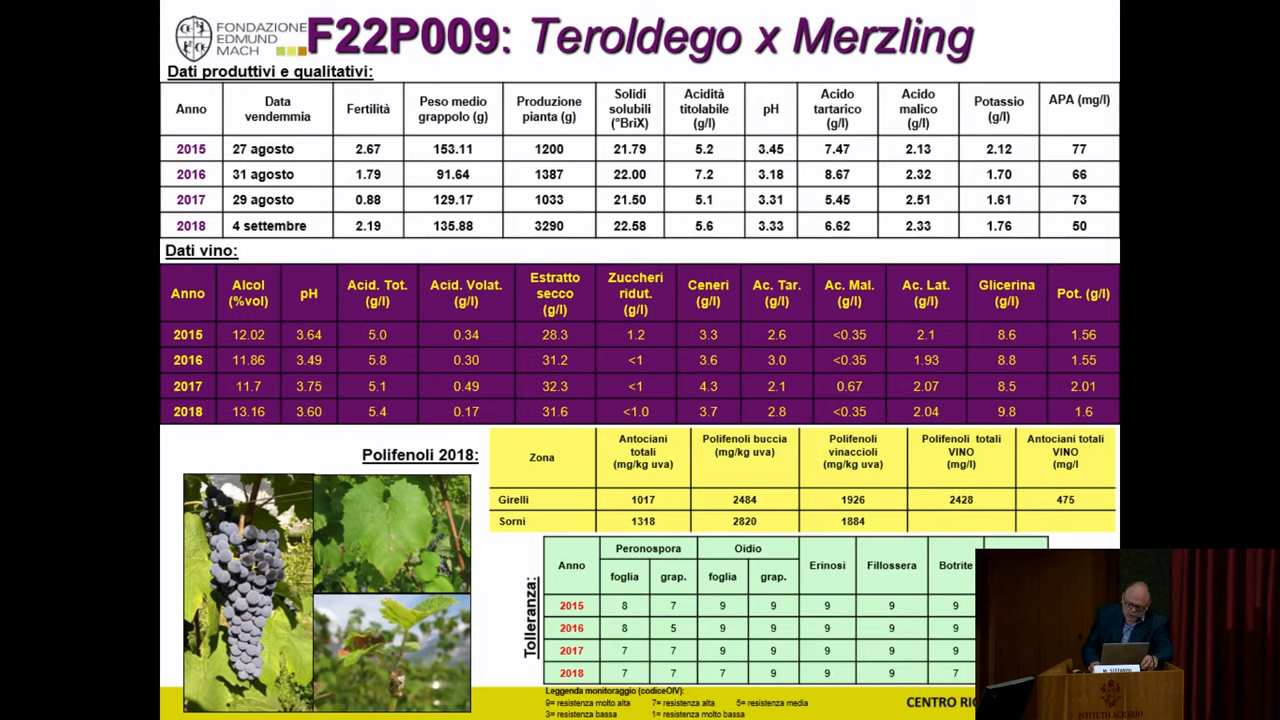 FONDAZIONE
EDMUND
MACH
F22P009: Teroldego x Merzling
Dati produttivi e qualitativi:
Anno Data vendemmia Fertilità Peso medio grappolo (g) Produzione pianta (g) Solidi solubili (°BriX) Acidità titolabile (g/l) pH Acido tartarico (g/l) Acido malico (g/l) Potassio (g/l) APA (mg/l)
2015 27 agosto 2.67 153.11 1200 21.79 5.2 3.45 7.47 2.13 2.12 77
2016 31 agosto 1.79 91.64 1387 22.00 7.2 3.18 8.67 2.32 1.70 66
2017 29 agosto 0.88 129.17 1033 21.50 5.1 3.31 5.45 2.51 1.61 73
2018 4 settembre 2.19 135.88 3290 22.58 5.6 3.33 6.62 2.33 1.76 50
Dati vino:
Anno Alcol (%vol) pH Acid. Tot. (g/l) Acid. Volat. (g/l) Estratto secco (g/l) Zuccheri ridut. (g/l) Ceneri (g/l) Ac. Tar. (g/l) Ac. Mal. (g/l) Ac. Lat. (g/l) Glicerina (g/l) Pot. (g/l)
2015 12.02 3.64 5.0 0.34 28.3 1.2 3.3 2.6 <0.35 2.1 8.6 1.56
2016 11.86 3.49 5.8 0.30 31.2 <1 3.6 3.0 <0.35 1.93 8.8 1.55
2017 11.7 3.75 5.1 0.49 32.3 <1 4.3 2.1 0.67 2.07 8.5 2.01
2018 13.16 3.60 5.4 0.17 31.6 <1.0 3.7 2.8 <0.35 2.04 9.8 1.6
Polifenoli 2018:
Zona Antociani totali (mg/kg uva) Polifenoli buccia (mg/kg uva) Polifenoli vinaccioli (mg/kg uva) Polifenoli totali VINO (mg/l) Antociani totali VINO (mg/l
Girelli 1017 2484 1926 2428 475
Sorni 1318 2820 1884
Tolleranza:
Anno Peronospora Oidio Erinosi Fillossera Botrite
foglia grap. foglia grap.
2015 8 7 9 9 9 9 9
2016 8 5 9 9 9 9 9
2017 7 7 9 9 9 9 9
2018 7 7 9 9 9 9 7
Leggenda monitoraggio (codiceOIV):
9= resistenza molto alta 7= resistenza alta 5= resistenza media
3= resistenza bassa 1= resistenza molto bassa
CENTRO RIC
ISTITUTO AGRARIO